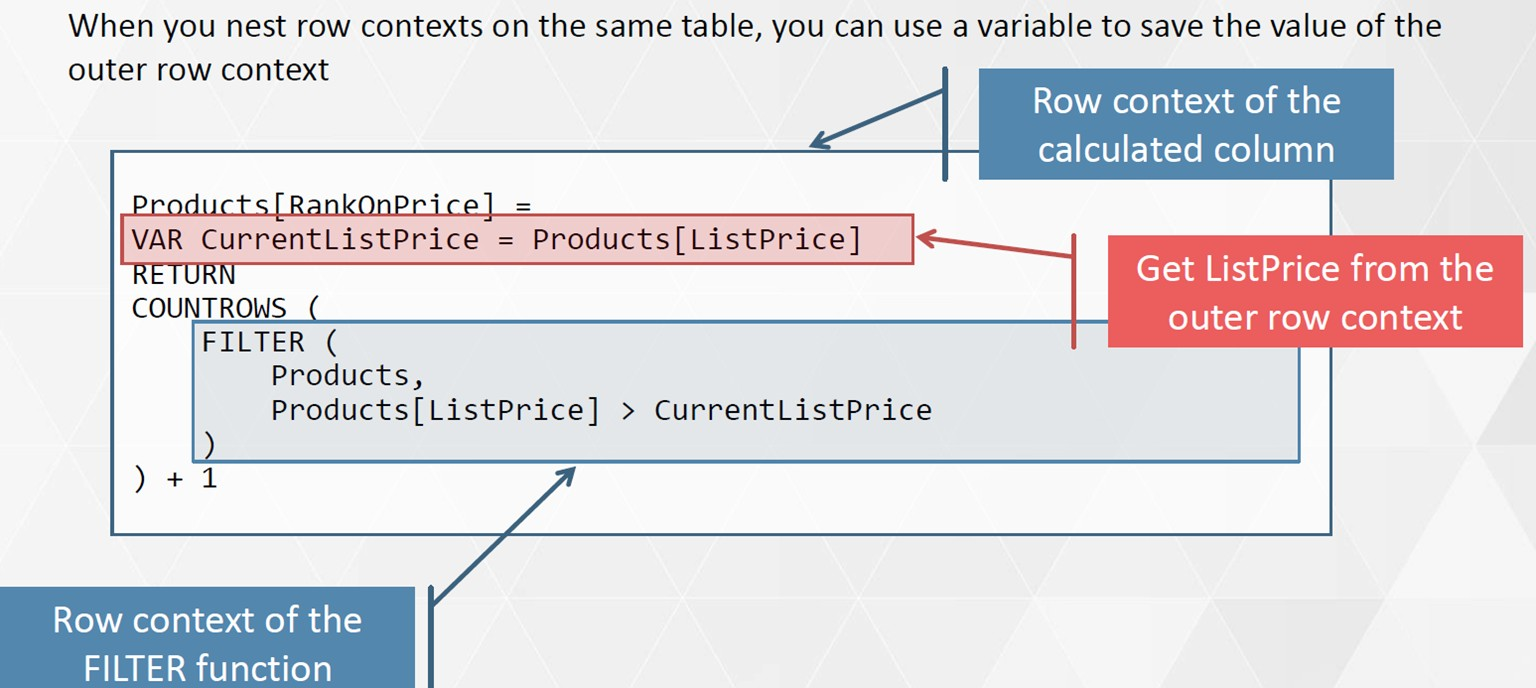 When you nest row contexts on the same table, you can use a variable to save the value of the
outer row context
Row context of the
calculated column
Products[RankOnPrice] =
VAR CurrentListPrice = Products[ListPrice]
RETURN
COUNTROWS (
FILTER (
Products,
Products[ListPrice] > CurrentListPrice
)
) + 1
Get ListPrice from the
outer row context
Row context of the
FILTER function